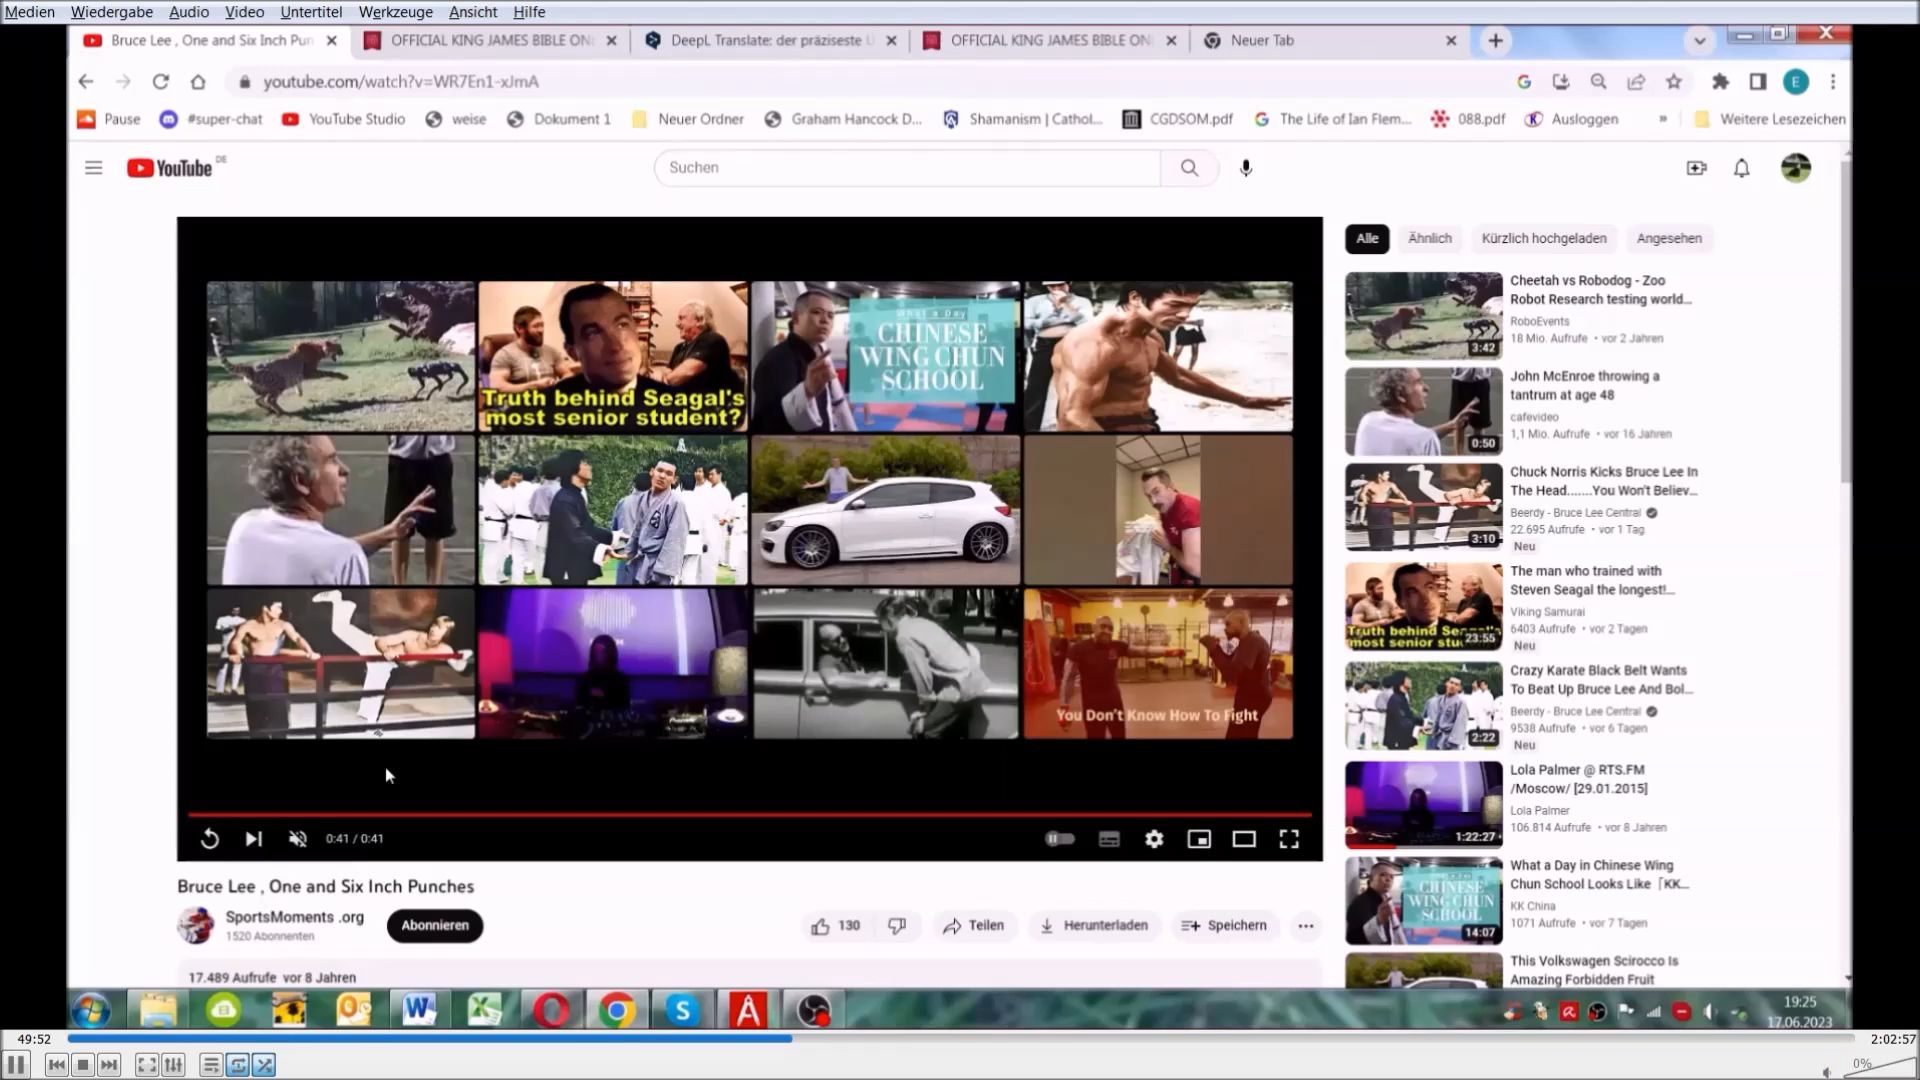 Medien Wiedergabe Audio Video Untertitel Werkzeuge Ansicht Hilfe
Bruce Lee , One and Six Inch Pun
OFFICIAL KING JAMES BIBLE ON
DeepL Translate: der präziseste Ü
OFFICIAL KING JAMES BIBLE ON
Neuer Tab
youtube.com/watch?v=WR7En1-xJmA
E
Pause #super-chat YouTube Studio weise Dokument 1 Neuer Ordner Graham Hancock D... Shamanism | Cathol... CGDSOM.pdf The Life of Ian Flem... 088.pdf Ausloggen » Weitere Lesezeichen
YouTube DE
Suchen
Alle Ähnlich Kürzlich hochgeladen Angesehen
Truth behind Seagal's
most senior student?
What a Day
CHINESE
WING CHUN
SCHOOL
You Don't Know How To Fight
0:41 / 0:41
Bruce Lee , One and Six Inch Punches
SportsMoments .org
1520 Abonnenten
Abonnieren
130
Teilen
Herunterladen
Speichern
17.489 Aufrufe vor 8 Jahren
3:42
Cheetah vs Robodog - Zoo
Robot Research testing world...
RoboEvents
18 Mio. Aufrufe • vor 2 Jahren
0:50
John McEnroe throwing a
tantrum at age 48
cafevideo
1,1 Mio. Aufrufe • vor 16 Jahren
3:10
Chuck Norris Kicks Bruce Lee In
The Head.......You Won't Believ...
Beerdy - Bruce Lee Central
22.695 Aufrufe • vor 1 Tag
Neu
Truth behind Se
most senior stu
23:55
The man who trained with
Steven Seagal the longest!...
Viking Samurai
6403 Aufrufe • vor 2 Tagen
Neu
2:22
Crazy Karate Black Belt Wants
To Beat Up Bruce Lee And Bol...
Beerdy - Bruce Lee Central
9538 Aufrufe • vor 6 Tagen
Neu
1:22:27
Lola Palmer @ RTS.FM
/Moscow/ [29.01.2015]
Lola Palmer
106.814 Aufrufe • vor 8 Jahren
CHINESE
WING CHUN
SCHOOL
14:07
What a Day in Chinese Wing
Chun School Looks Like「KK...
KK China
1071 Aufrufe • vor 7 Tagen
This Volkswagen Scirocco Is
Amazing Forbidden Fruit
19:25
17.06.2023
49:52
2:02:57
0%